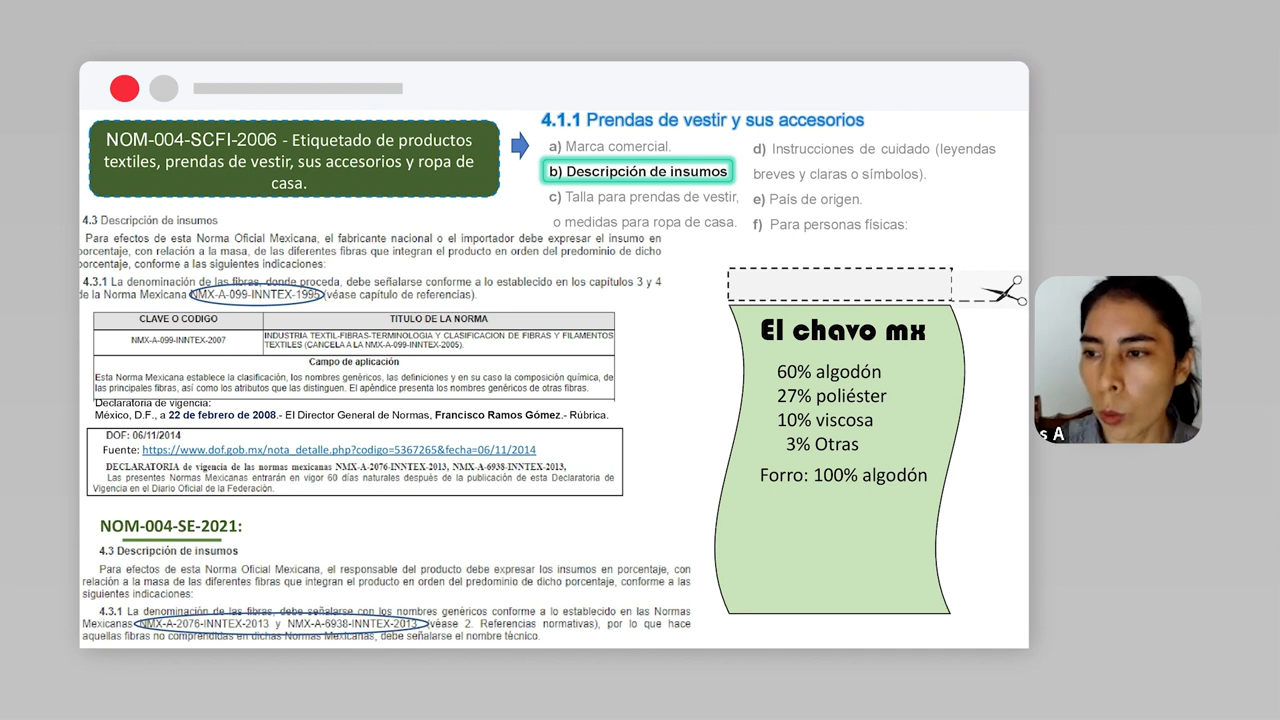 NOM-004-SCFI-2006 - Etiquetado de productos
textiles, prendas de vestir, sus accesorios y ropa de
casa.
4.1.1 Prendas de vestir y sus accesorios
a) Marca comercial.
b) Descripción de insumos
c) Talla para prendas de vestir,
o medidas para ropa de casa.
d) Instrucciones de cuidado (leyendas
breves y claras o símbolos).
e) País de origen.
f) Para personas físicas:
4.3 Descripción de insumos
Para efectos de esta Norma Oficial Mexicana, el fabricante nacional o el importador debe expresar el insumo en
porcentaje, con relación a la masa, de las diferentes fibras que integran el producto en orden del predominio de dicho
porcentaje, conforme a las siguientes indicaciones:
4.3.1 La denominación de las fibras, donde proceda, debe señalarse conforme a lo establecido en los capítulos 3 y 4
de la Norma Mexicana NMX-A-099-INNTEX-1995 (véase capítulo de referencias).
CLAVE O CODIGO TITULO DE LA NORMA
NMX-A-099-INNTEX-2007 INDUSTRIA TEXTIL-FIBRAS-TERMINOLOGIA Y CLASIFICACION DE FIBRAS Y FILAMENTOS
TEXTILES (CANCELA A LA NMX-A-099-INNTEX-2005).
Campo de aplicación
Esta Norma Mexicana establece la clasificación, los nombres genéricos, las definiciones y en su caso la composición química, de
las principales fibras, así como los atributos que las distinguen. El apéndice presenta los nombres genéricos de otras fibras.
Declaratoria de vigencia:
México, D.F., a 22 de febrero de 2008.- El Director General de Normas, Francisco Ramos Gómez.- Rúbrica.
DOF: 06/11/2014
Fuente: https://www.dof.gob.mx/nota_detalle.php?codigo=5367265&fecha=06/11/2014
DECLARATORIA de vigencia de las normas mexicanas NMX-A-2076-INNTEX-2013, NMX-A-6938-INNTEX-2013,
Las presentes Normas Mexicanas entrarán en vigor 60 días naturales después de la publicación de esta Declaratoria de
Vigencia en el Diario Oficial de la Federación.
NOM-004-SE-2021:
4.3 Descripción de insumos
Para efectos de esta Norma Oficial Mexicana, el responsable del producto debe expresar los insumos en porcentaje, con
relación a la masa de las diferentes fibras que integran el producto en orden del predominio de dicho porcentaje, conforme a las
siguientes indicaciones:
4.3.1 La denominación de las fibras, debe señalarse con los nombres genéricos conforme a lo establecido en las Normas
Mexicanas NMX-A-2076-INNTEX-2013 y NMX-A-6938-INNTEX-2013 (véase 2. Referencias normativas), por lo que hace
aquellas fibras no comprendidas en dichas Normas Mexicanas, debe señalarse el nombre técnico.
El chavo mx
60% algodón
27% poliéster
10% viscosa
3% Otras
Forro: 100% algodón
s A